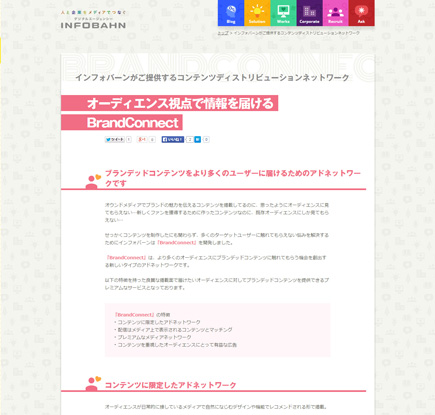 人と企業とメディアでつなぐ
デジタルエージェンシー
INFOBAHN
Blog
Solution
Works
Corporate
Recruit
Ask
トップ > インフォバーンがご提供するコンテンツディストリビューションネットワーク
BRANDCONNEC
インフォバーンがご提供するコンテンツディストリビューションネットワーク
オーディエンス視点で情報を届ける
BrandConnect
ツイート
いいね!
ブランデッドコンテンツをより多くのユーザーに届けるためのアドネットワー
クです
オウンドメディアでブランドの魅力を伝えるコンテンツを掲載してるのに、思ったようにオーディエンスに見
てもらえない…新しくファンを獲得するために作ったコンテンツなのに、既存オーディエンスにしか見てもら
えない…
せっかくコンテンツを制作したにも関わらず、多くのターゲットユーザーに触れてもらえない悩みを解決する
ためにインフォバーンは「BrandConnect」を開発しました。
「BrandConnect」は、より多くのオーディエンスにブランデッドコンテンツに触れてもらう機会を創出す
る新しいタイプのアドネットワークです。
以下の特徴を持った良質な掲載面で届けたいオーディエンスに対してブランデッドコンテンツを提供できるプ
レミアムなサービスとなっております。
「BrandConnect」の特徴
・コンテンツに限定したアドネットワーク
・配信はメディア上で表示されるコンテンツとマッチング
・プレミアムなアドネットワーク
・コンテンツを重視したオーディエンスにとって有益な広告
コンテンツに限定したアドネットワーク
オーディエンスが日常的に接しているメディアで自然になじむデザインや機能でレコメンドされる形で掲載。